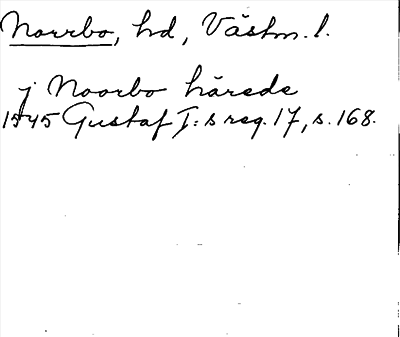 Norrbo, hd, Västm. l.
j Noorbo härede
1545 Gustaf I:s reg. 17, s. 168.